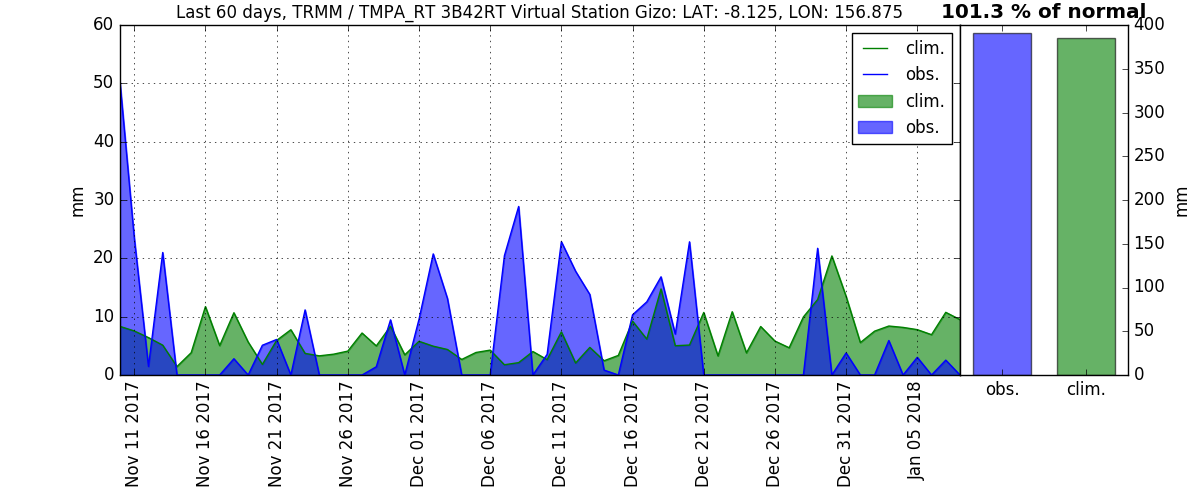 Last 60 days, TRMM / TMPA_RT 3B42RT Virtual Station Gizo: LAT: -8.125, LON: 156.875
101.3 % of normal
60
50
40
30
20
10
0
mm
clim.
obs.
clim.
obs.
Nov 11 2017
Nov 16 2017
Nov 21 2017
Nov 26 2017
Dec 01 2017
Dec 06 2017
Dec 11 2017
Dec 16 2017
Dec 21 2017
Dec 26 2017
Dec 31 2017
Jan 05 2018
400
350
300
250
200
150
100
50
0
mm
obs.
clim.